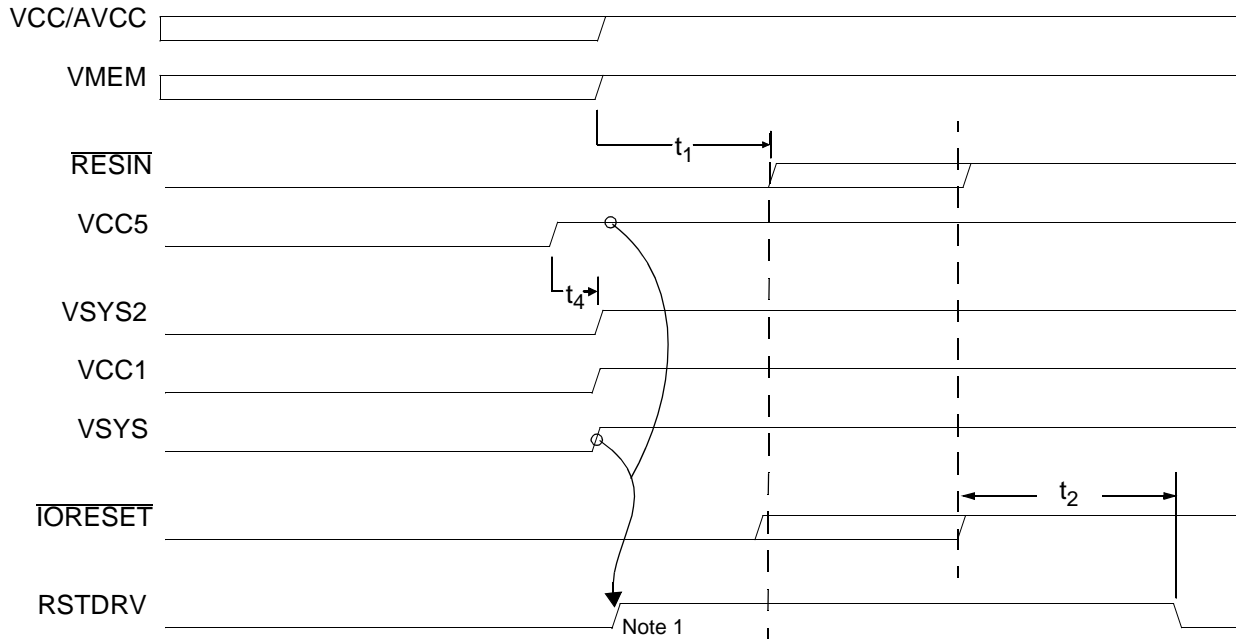 VCC/AVCC
VMEM
t1
RESIN
VCC5
t4
VSYS2
VCC1
VSYS
t2
IORESET
RSTDRV
Note 1